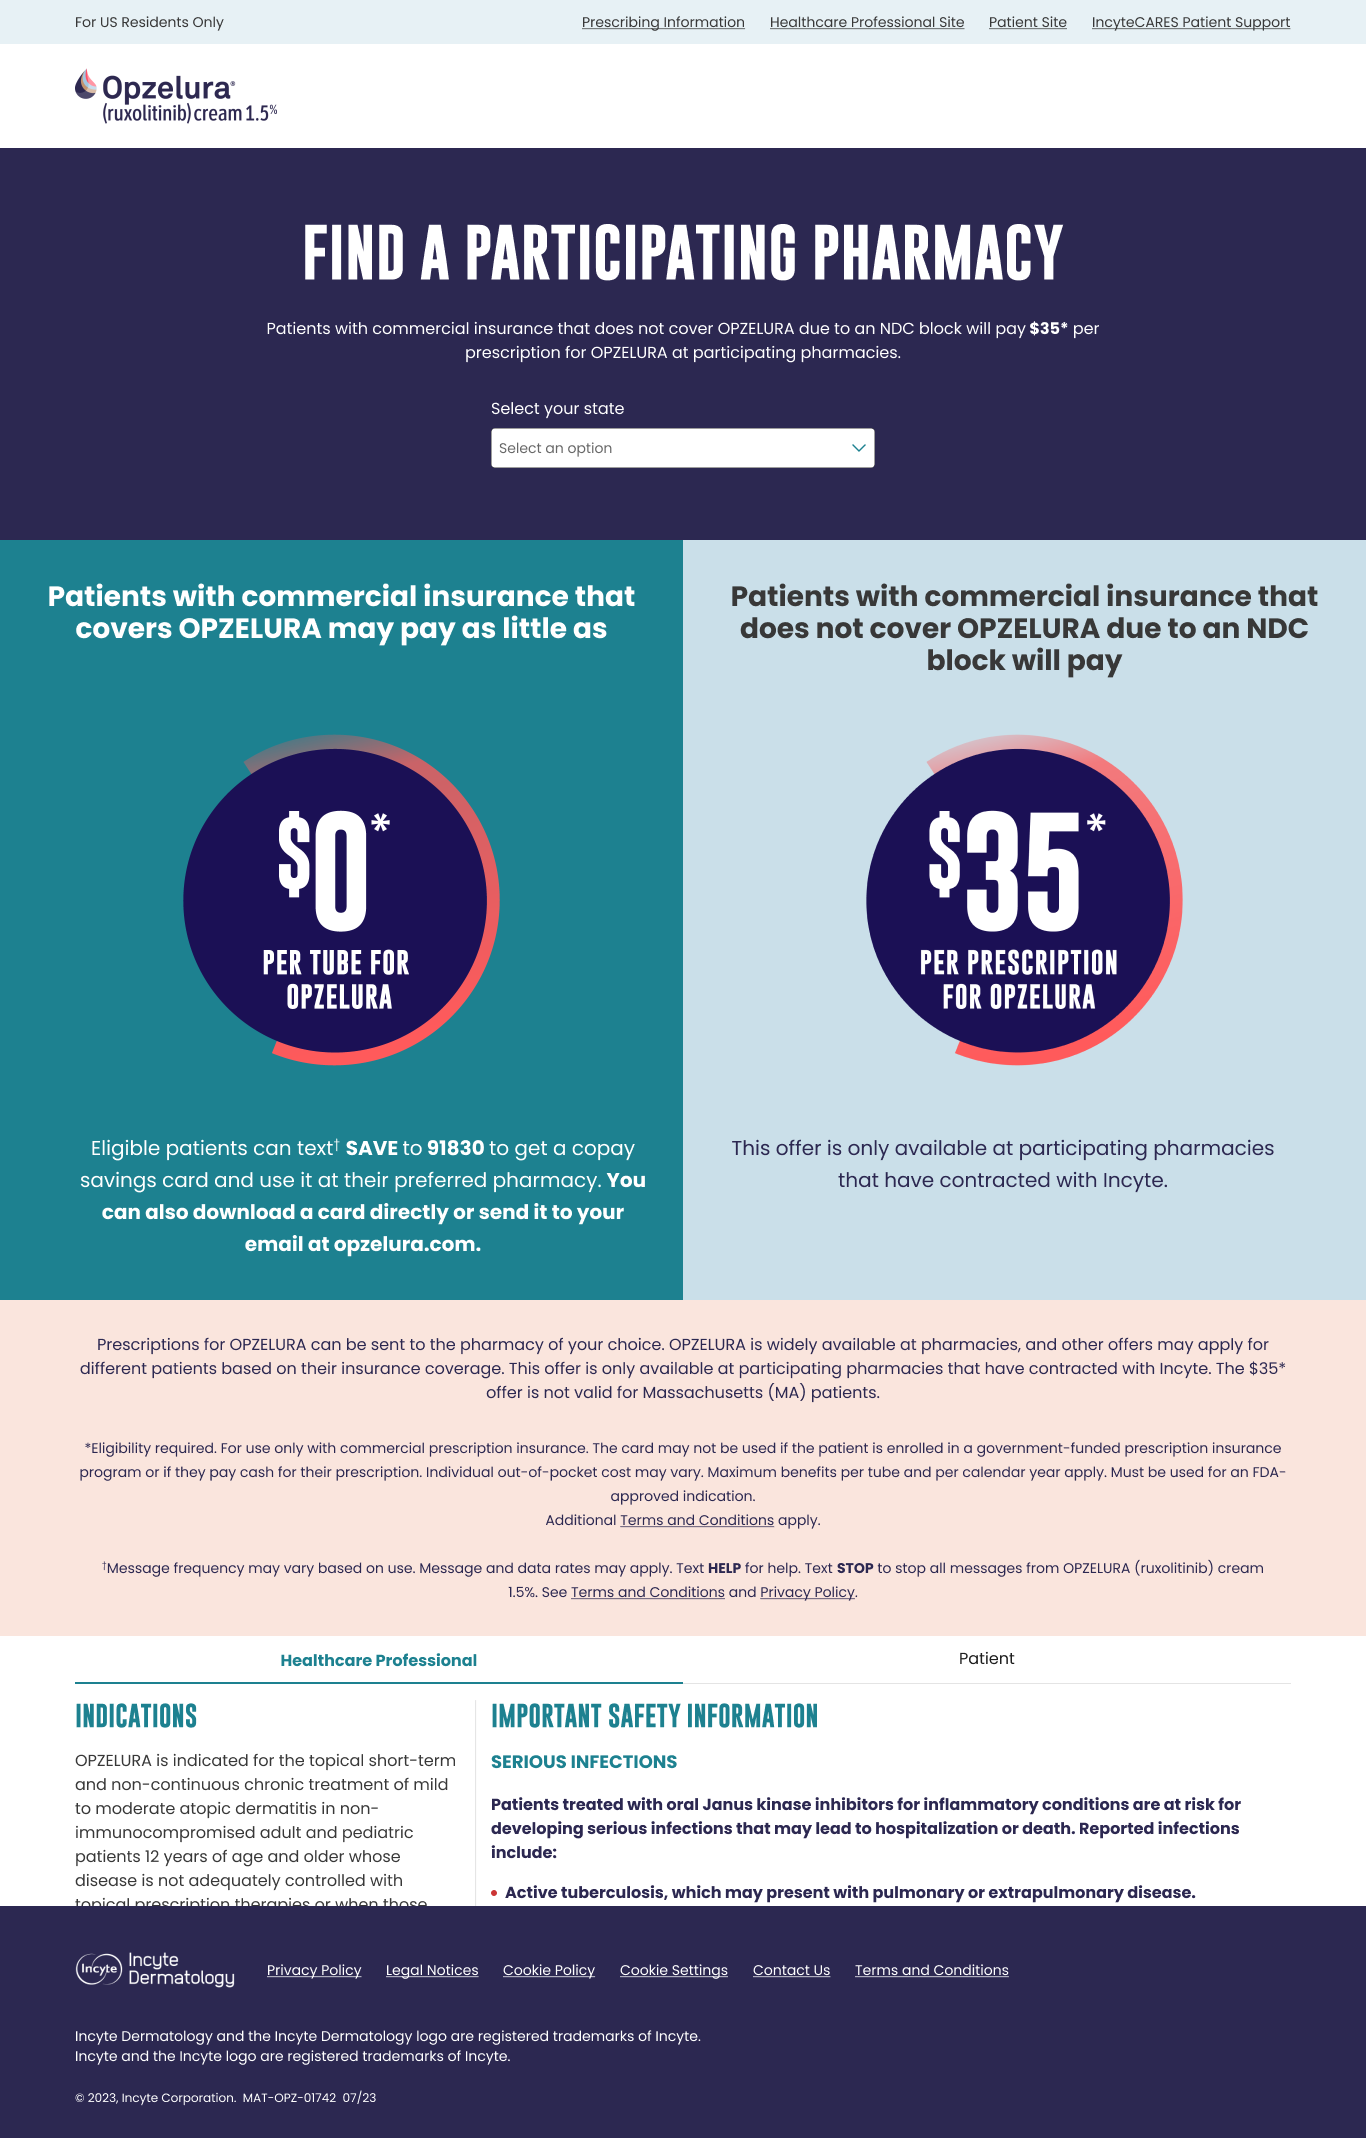 For US Residents Only
Prescribing Information Healthcare Professional Site Patient Site IncyteCARES Patient Support
Opzelura®
(ruxolitinib) cream 1.5%
FIND A PARTICIPATING PHARMACY
Patients with commercial insurance that does not cover OPZELURA due to an NDC block will pay $35* per
prescription for OPZELURA at participating pharmacies.
Select your state
Select an option
Patients with commercial insurance that
covers OPZELURA may pay as little as
$0*
PER TUBE FOR
OPZELURA
Eligible patients can text† SAVE to 91830 to get a copay
savings card and use it at their preferred pharmacy. You
can also download a card directly or send it to your
email at opzelura.com.
Patients with commercial insurance that
does not cover OPZELURA due to an NDC
block will pay
$35*
PER PRESCRIPTION
FOR OPZELURA
This offer is only available at participating pharmacies
that have contracted with Incyte.
Prescriptions for OPZELURA can be sent to the pharmacy of your choice. OPZELURA is widely available at pharmacies, and other offers may apply for
different patients based on their insurance coverage. This offer is only available at participating pharmacies that have contracted with Incyte. The $35*
offer is not valid for Massachusetts (MA) patients.
*Eligibility required. For use only with commercial prescription insurance. The card may not be used if the patient is enrolled in a government-funded prescription insurance
program or if they pay cash for their prescription. Individual out-of-pocket cost may vary. Maximum benefits per tube and per calendar year apply. Must be used for an FDA-
approved indication.
Additional Terms and Conditions apply.
†Message frequency may vary based on use. Message and data rates may apply. Text HELP for help. Text STOP to stop all messages from OPZELURA (ruxolitinib) cream
1.5%. See Terms and Conditions and Privacy Policy.
Healthcare Professional
Patient
INDICATIONS
OPZELURA is indicated for the topical short-term
and non-continuous chronic treatment of mild
to moderate atopic dermatitis in non-
immunocompromised adult and pediatric
patients 12 years of age and older whose
disease is not adequately controlled with
topical prescription therapies or when those
IMPORTANT SAFETY INFORMATION
SERIOUS INFECTIONS
Patients treated with oral Janus kinase inhibitors for inflammatory conditions are at risk for
developing serious infections that may lead to hospitalization or death. Reported infections
include:
• Active tuberculosis, which may present with pulmonary or extrapulmonary disease.
Incyte
Incyte
Dermatology
Privacy Policy Legal Notices Cookie Policy Cookie Settings Contact Us Terms and Conditions
Incyte Dermatology and the Incyte Dermatology logo are registered trademarks of Incyte.
Incyte and the Incyte logo are registered trademarks of Incyte.
© 2023, Incyte Corporation. MAT-OPZ-01742 07/23